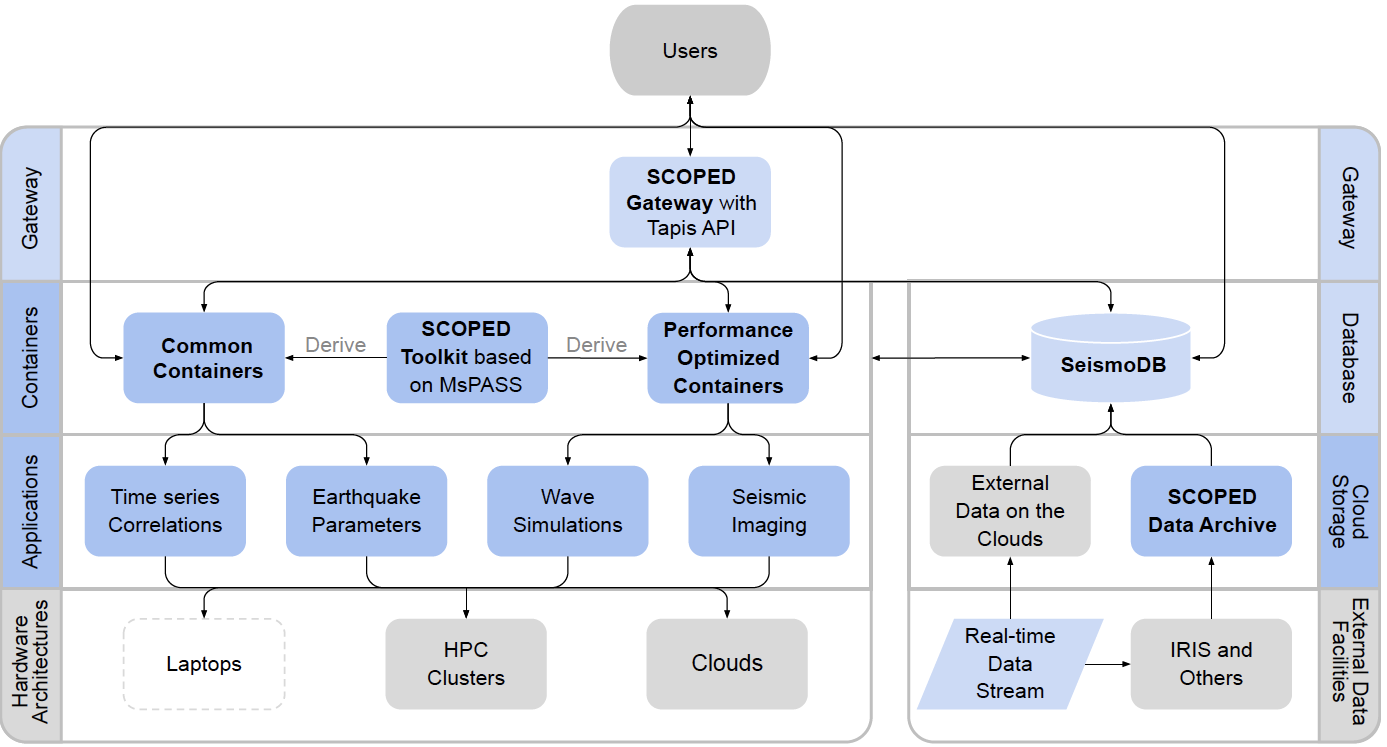 Users
Gateway
SCOPED
Gateway with
Tapis API
Gateway
Containers
Common
Containers
Derive
SCOPED
Toolkit based
on MsPASS
Derive
Performance
Optimized
Containers
SeismoDB
Database
Applications
Time series
Correlations
Earthquake
Parameters
Wave
Simulations
Seismic
Imaging
External
Data on the
Clouds
SCOPED
Data Archive
Cloud
Storage
Hardware
Architectures
Laptops
HPC
Clusters
Clouds
Real-time
Data
Stream
IRIS and
Others
External Data
Facilities